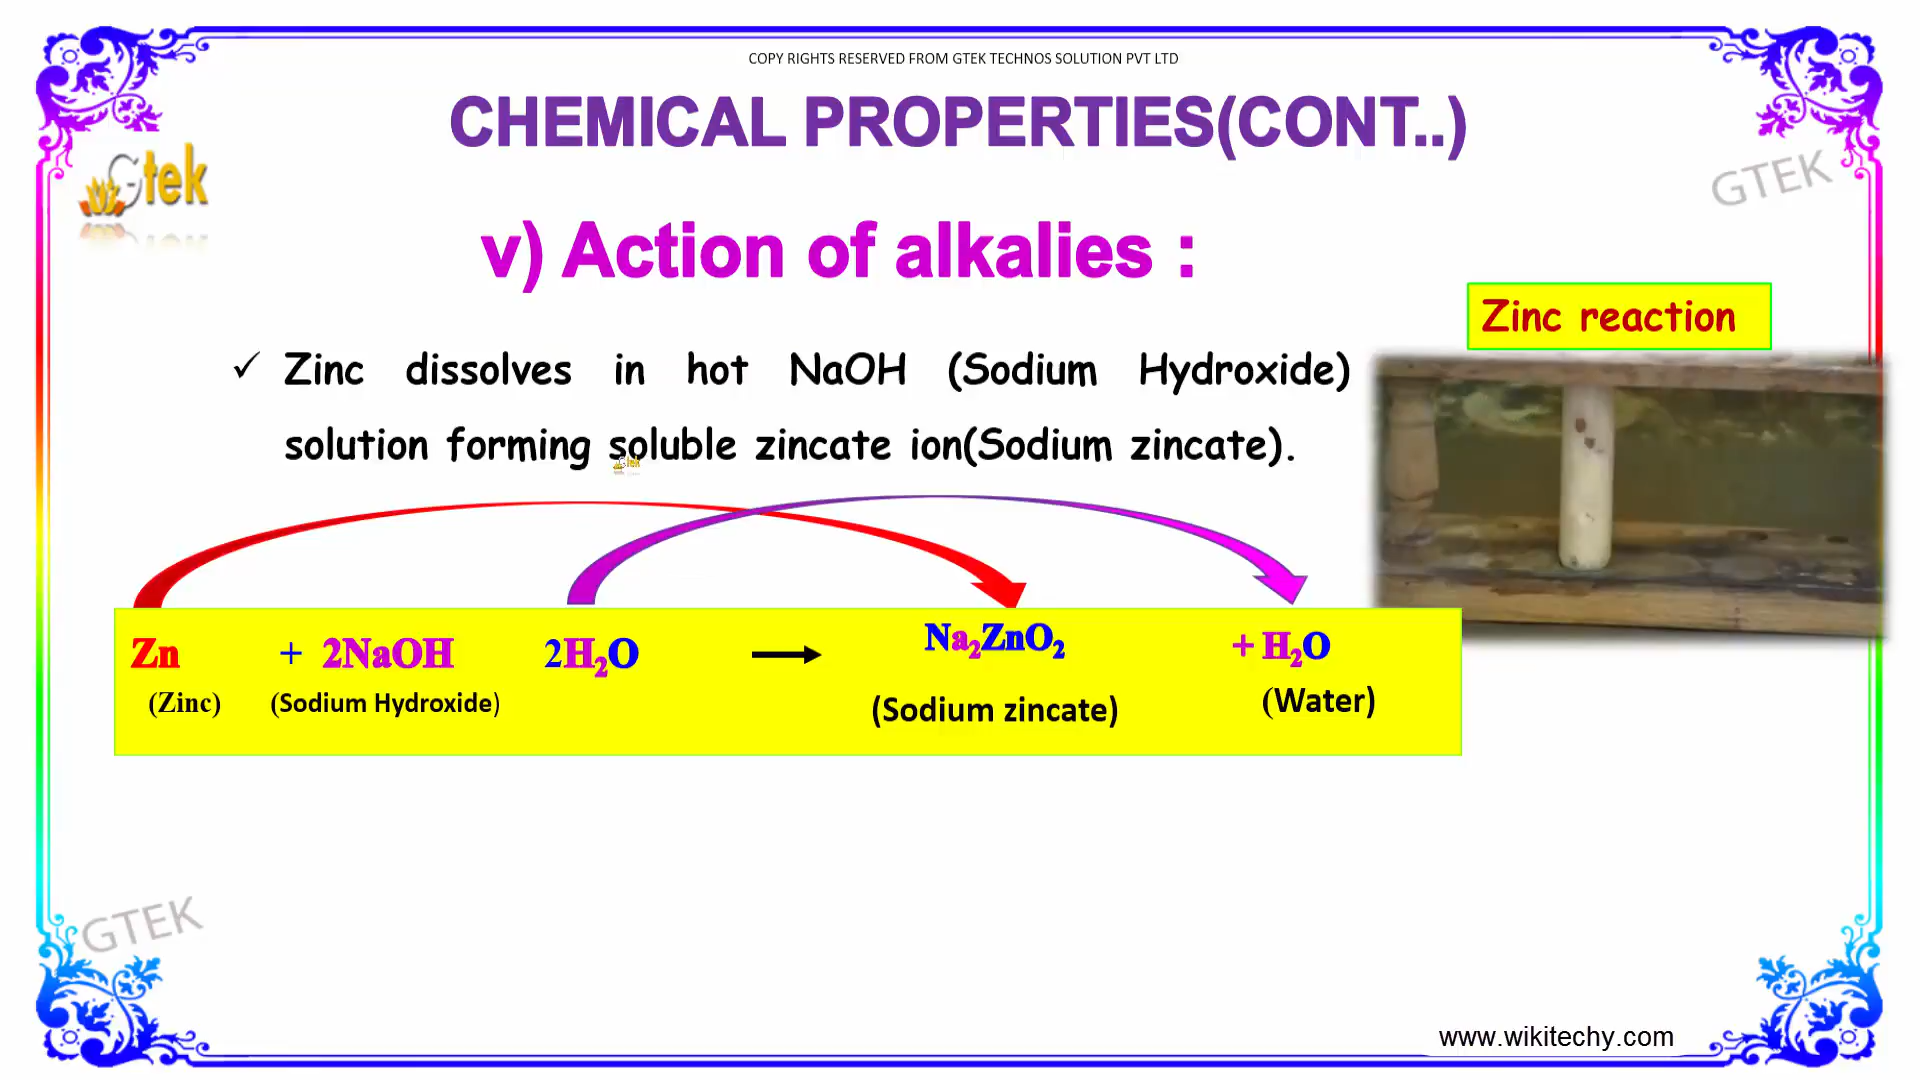 COPY RIGHTS RESERVED FROM GTEK TECHNOS SOLUTION PVT LTD
CHEMICAL PROPERTIES(CONT..)
Gtek
GTEK
v) Action of alkalies :
Zinc reaction
✓ Zinc dissolves in hot NaOH (Sodium Hydroxide)
solution forming soluble zincate ion(Sodium zincate).
Gtek
Zn + 2NaOH 2H₂O → Na₂ZnO₂ + H₂O
(Zinc) (Sodium Hydroxide) (Sodium zincate) (Water)
GTEK
www.wikitechy.com